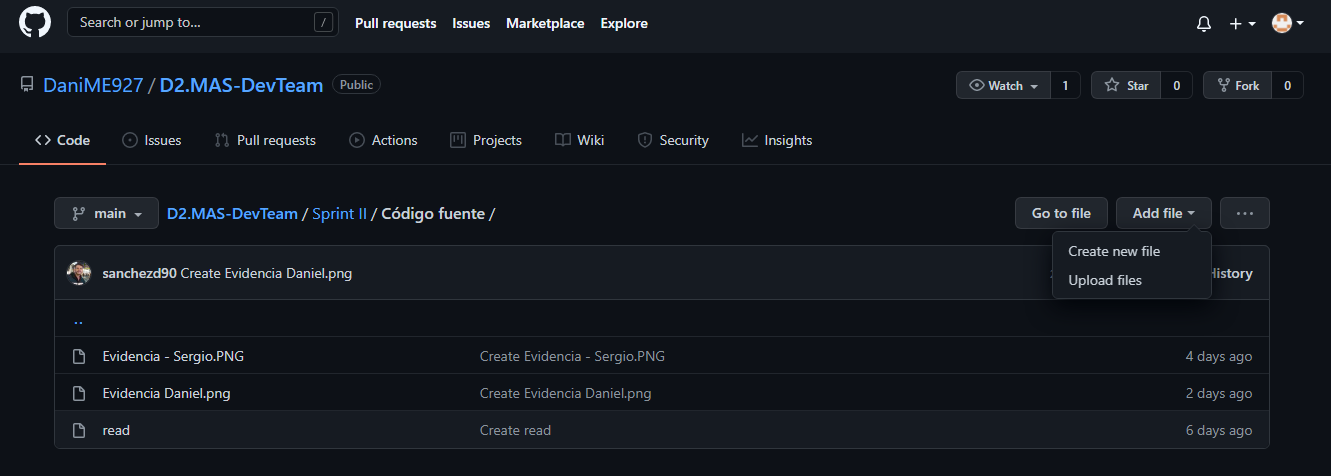 Search or jump to... /
Pull requests Issues Marketplace Explore
DaniME927 / D2.MAS-DevTeam Public
Watch 1 Star 0 Fork 0
Code Issues Pull requests Actions Projects Wiki Security Insights
main D2.MAS-DevTeam / Sprint II / Código fuente /
Go to file Add file ...
Create new file
Upload files
sanchezd90 Create Evidencia Daniel.png History
..
Evidencia - Sergio.PNG Create Evidencia - Sergio.PNG 4 days ago
Evidencia Daniel.png Create Evidencia Daniel.png 2 days ago
read Create read 6 days ago